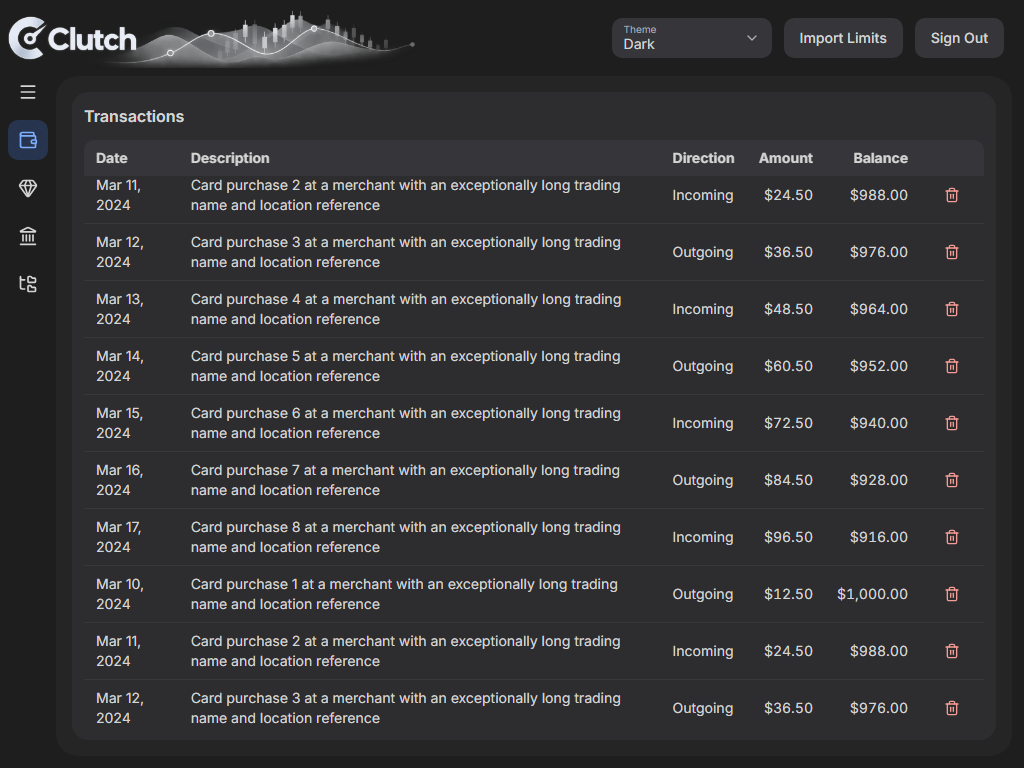 Clutch
Theme
Dark
Import Limits
Sign Out
Transactions
Date Description Direction Amount Balance
Mar 11, 2024 Card purchase 2 at a merchant with an exceptionally long trading
name and location reference Incoming $24.50 $988.00
Mar 12, 2024 Card purchase 3 at a merchant with an exceptionally long trading
name and location reference Outgoing $36.50 $976.00
Mar 13, 2024 Card purchase 4 at a merchant with an exceptionally long trading
name and location reference Incoming $48.50 $964.00
Mar 14, 2024 Card purchase 5 at a merchant with an exceptionally long trading
name and location reference Outgoing $60.50 $952.00
Mar 15, 2024 Card purchase 6 at a merchant with an exceptionally long trading
name and location reference Incoming $72.50 $940.00
Mar 16, 2024 Card purchase 7 at a merchant with an exceptionally long trading
name and location reference Outgoing $84.50 $928.00
Mar 17, 2024 Card purchase 8 at a merchant with an exceptionally long trading
name and location reference Incoming $96.50 $916.00
Mar 10, 2024 Card purchase 1 at a merchant with an exceptionally long trading
name and location reference Outgoing $12.50 $1,000.00
Mar 11, 2024 Card purchase 2 at a merchant with an exceptionally long trading
name and location reference Incoming $24.50 $988.00
Mar 12, 2024 Card purchase 3 at a merchant with an exceptionally long trading
name and location reference Outgoing $36.50 $976.00